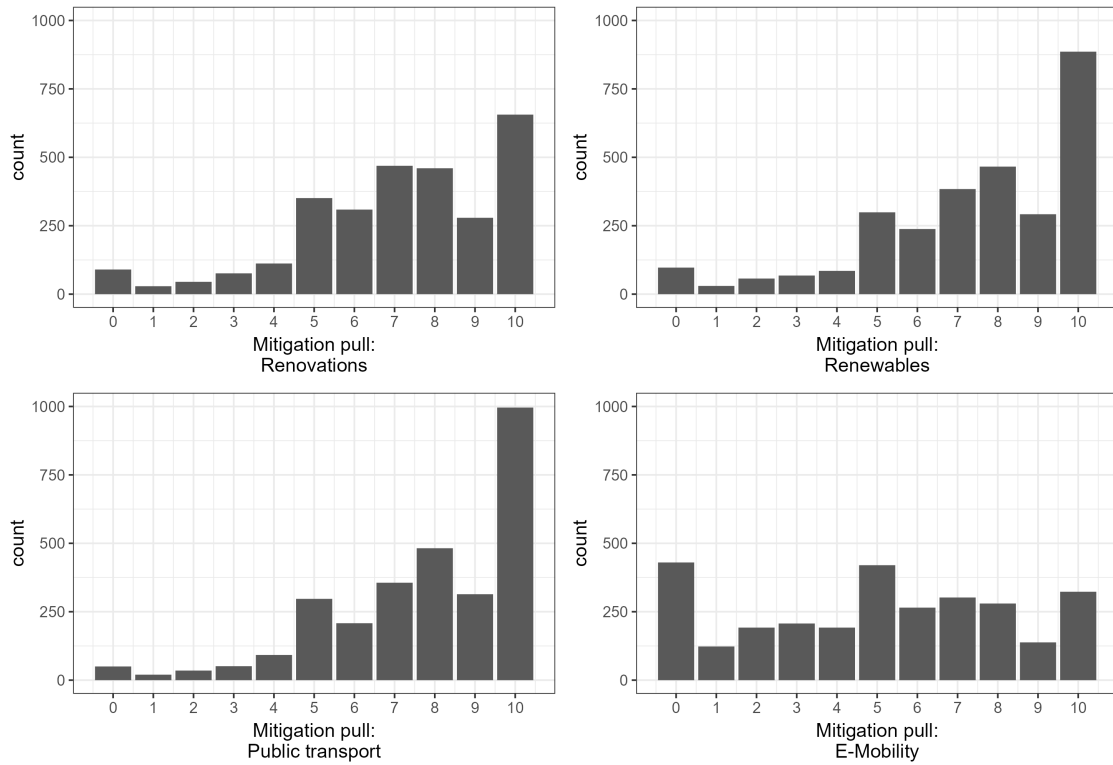 1000
750
500
250
0
count
0 1 2 3 4 5 6 7 8 9 10
Mitigation pull:
Renovations
1000
750
500
250
0
count
0 1 2 3 4 5 6 7 8 9 10
Mitigation pull:
Renewables
1000
750
500
250
0
count
0 1 2 3 4 5 6 7 8 9 10
Mitigation pull:
Public transport
1000
750
500
250
0
count
0 1 2 3 4 5 6 7 8 9 10
Mitigation pull:
E-Mobility